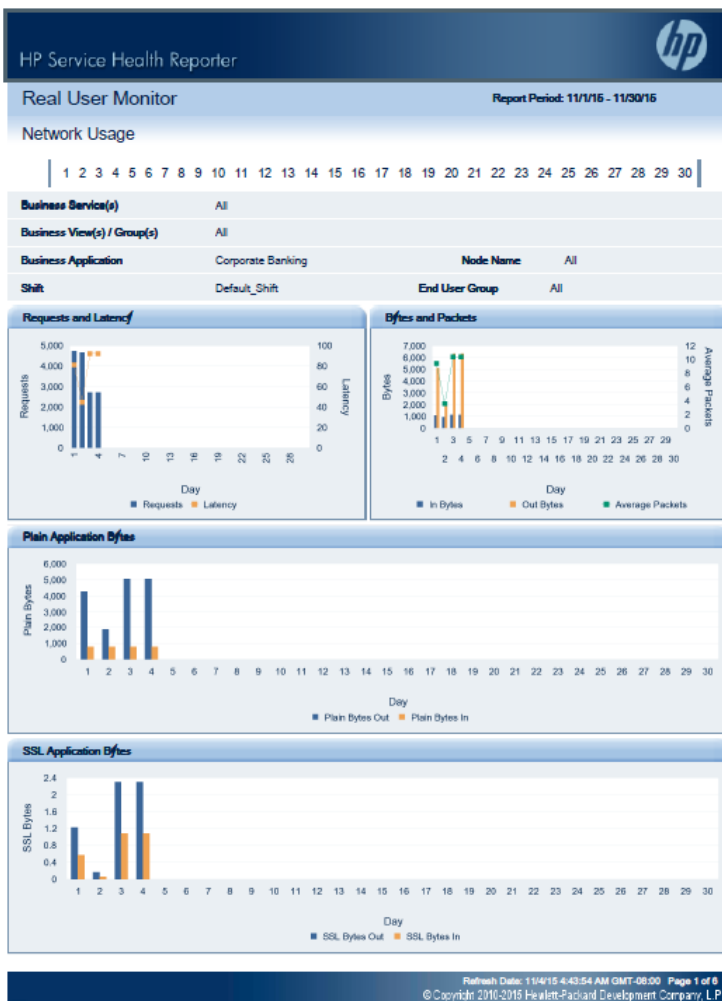 HP Service Health Reporter
hp
Real User Monitor Report Period: 11/1/15 - 11/30/15
Network Usage
1 2 3 4 5 6 7 8 9 10 11 12 13 14 15 16 17 18 19 20 21 22 23 24 25 26 27 28 29 30
Business Service(s) All
Business View(s) / Group(s) All
Business Application Corporate Banking Node Name All
Shift Default_Shift End User Group All
Requests and Latency
5,000
4,000
3,000
2,000
1,000
0
Requests
100
80
60
40
20
0
Latency
1 4 7 10 13 16 19 22 25 28
Day
Requests Latency
Bytes and Packets
7,000
6,000
5,000
4,000
3,000
2,000
1,000
0
Bytes
12
10
8
6
4
2
0
Average Packets
1 3 5 7 9 11 13 15 17 19 21 23 25 27 29
2 4 6 8 10 12 14 16 18 20 22 24 26 28 30
Day
In Bytes Out Bytes Average Packets
Plain Application Bytes
6,000
5,000
4,000
3,000
2,000
1,000
0
Plain Bytes
1 2 3 4 5 6 7 8 9 10 11 12 13 14 15 16 17 18 19 20 21 22 23 24 25 26 27 28 29 30
Day
Plain Bytes Out Plain Bytes In
SSL Application Bytes
2.4
2
1.6
1.2
0.8
0.4
0
SSL Bytes
1 2 3 4 5 6 7 8 9 10 11 12 13 14 15 16 17 18 19 20 21 22 23 24 25 26 27 28 29 30
Day
SSL Bytes Out SSL Bytes In
Refresh Date: 11/4/15 4:43:54 AM GMT-08:00 Page 1 of 6
© Copyright 2010-2015 Hewlett-Packard Development Company, L.P.